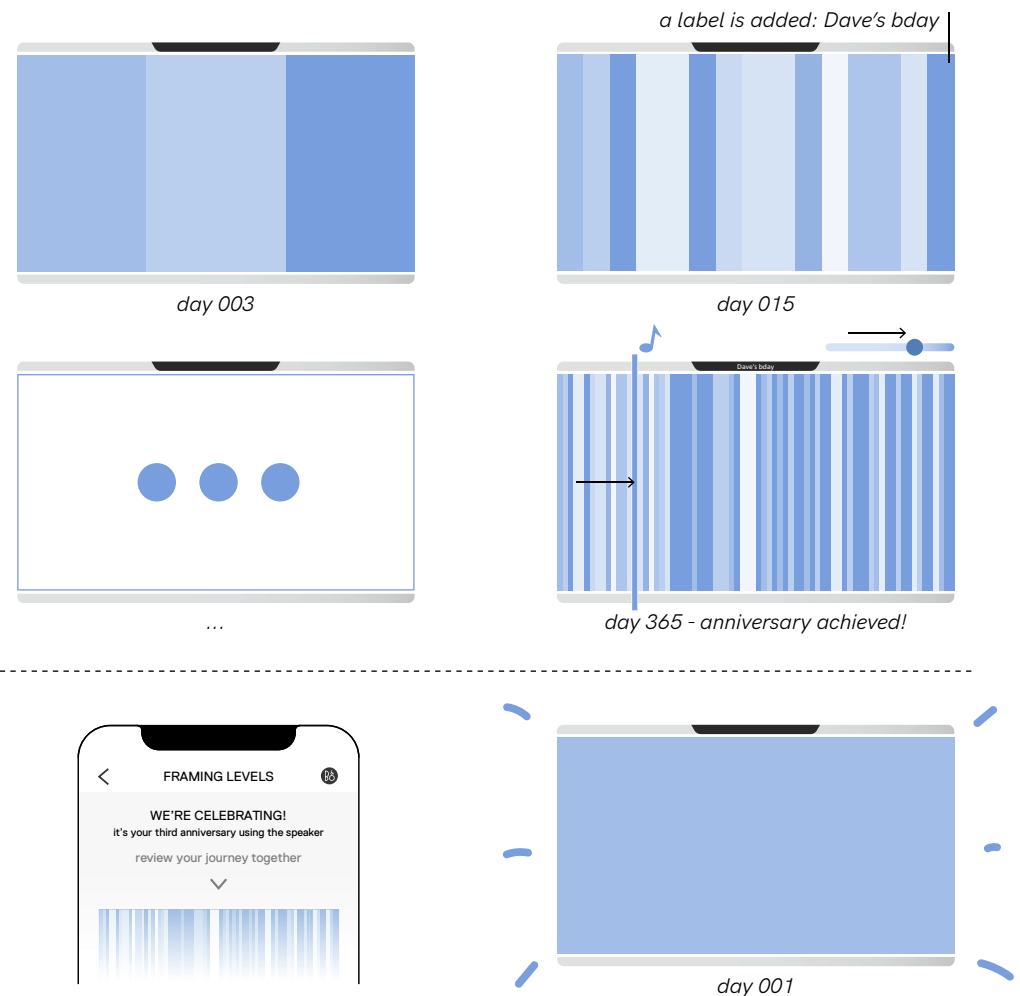 a label is added: Dave's bday
day 003
day 015
Dave's bday
...
day 365 - anniversary achieved!
FRAMING LEVELS
WE'RE CELEBRATING!
it's your third anniversary using the speaker
review your journey together
day 001